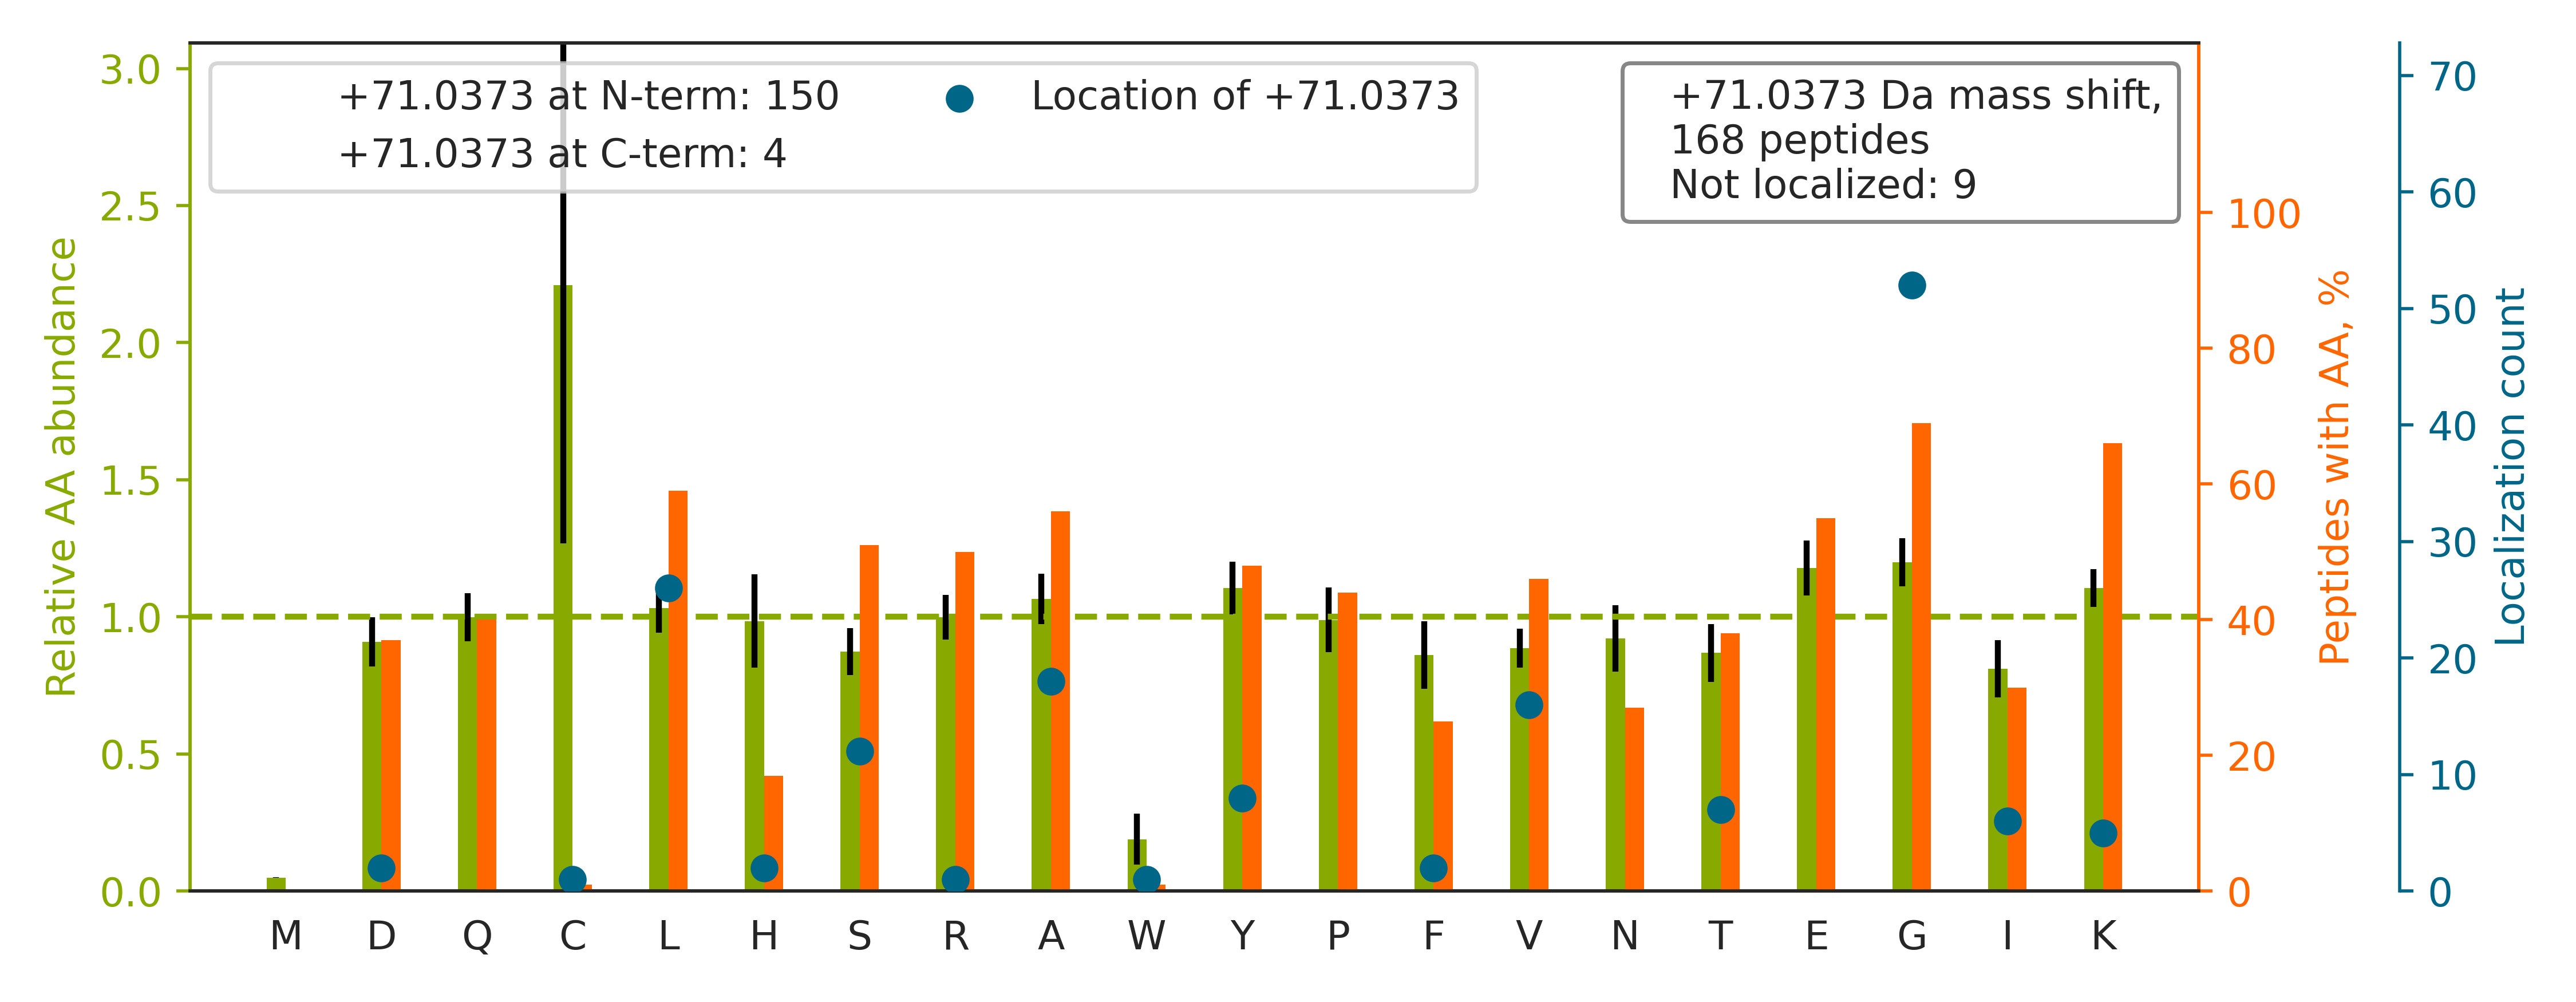 +71.0373 at N-term: 150
+71.0373 at C-term: 4
Location of +71.0373
+71.0373 Da mass shift,
168 peptides
Not localized: 9
Relative AA abundance
3.0
2.5
2.0
1.5
1.0
0.5
0.0
100
80
60
40
20
0
Peptides with AA, %
70
60
50
40
30
20
10
0
Localization count
M D Q C L H S R A W Y P F V N T E G I K